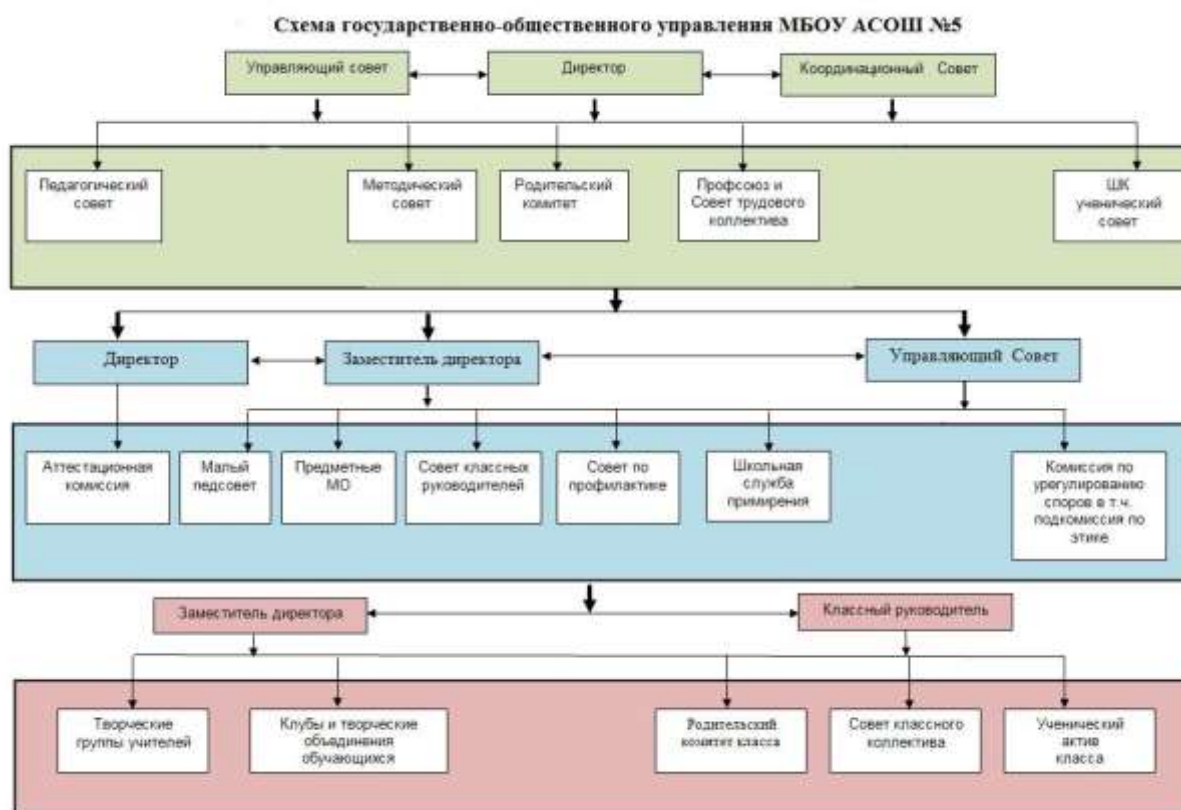 Схема государственно-общественного управления МБОУ АСОШ №5
Управляющий совет
Директор
Координационный Совет
Педагогический
совет
Методический
совет
Родительский
комитет
Профсоюз и
Совет трудового
коллектива
ШК
ученический
совет
Директор
Заместитель директора
Управляющий Совет
Аттестационная
комиссия
Малый
педсовет
Предметные
МО
Совет классных
руководителей
Совет по
профилактике
Школьная
служба
примирения
Комиссия по
урегулированию
споров в т.ч.
подкомиссия по
этике
Заместитель директора
Классный руководитель
Творческие
группы учителей
Клубы и творческие
объединения
обучающихся
Родительский
комитет класса
Совет классного
коллектива
Ученический
актив
класса